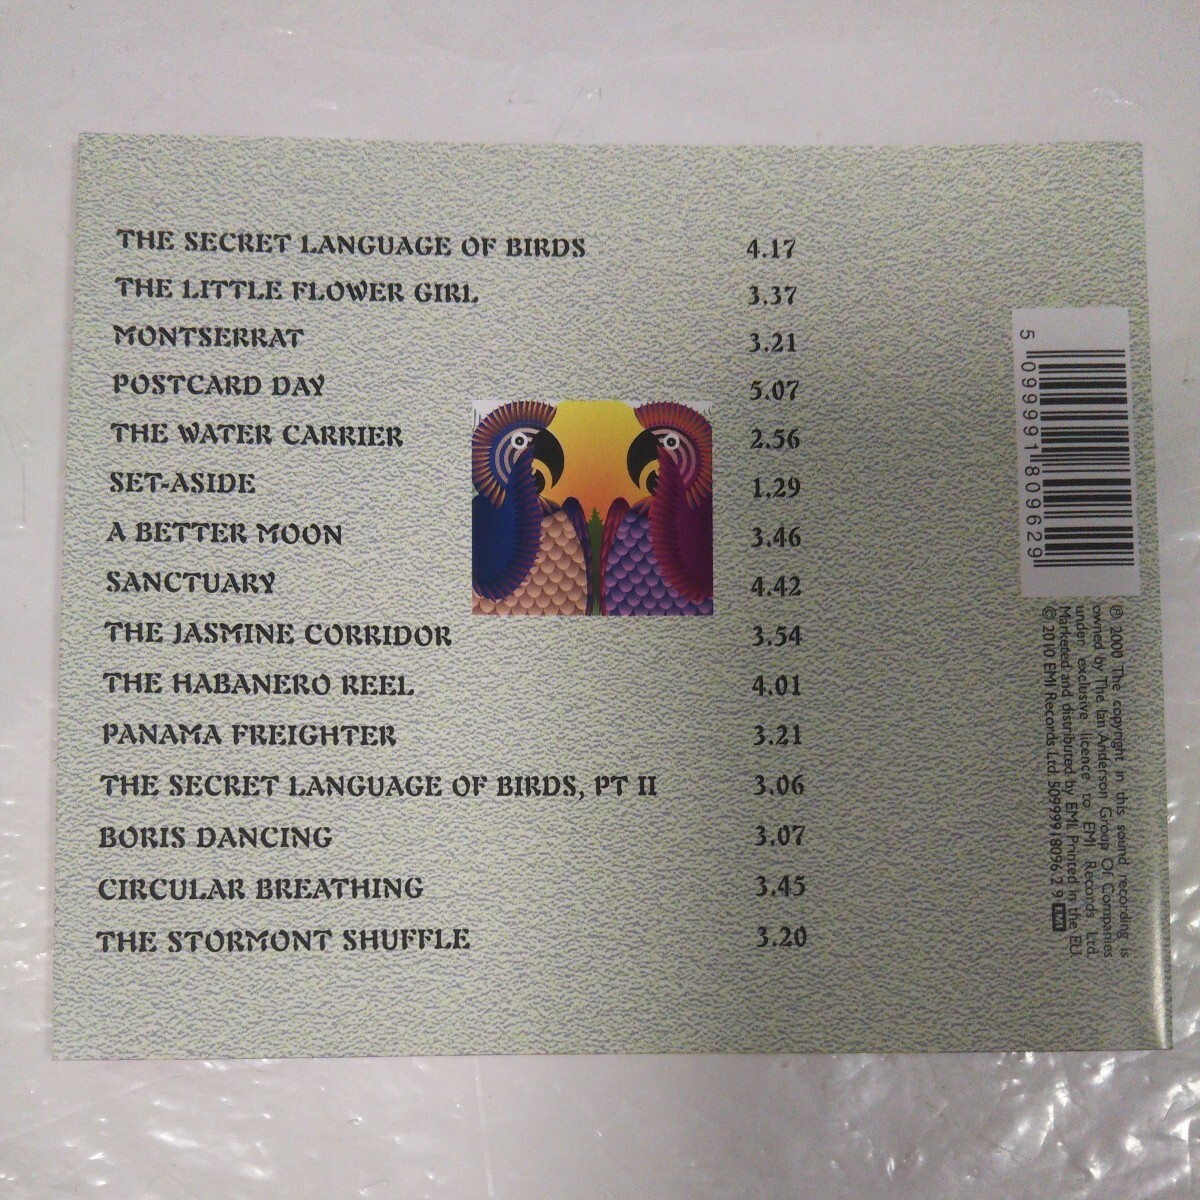 THE SECRET LANGUAGE OF BIRDS 4.17
THE LITTLE FLOWER GIRL 3.37
MONTSERRAT 3.21
POSTCARD DAY 5.07
THE WATER CARRIER 2.56
SET-ASIDE 1.29
A BETTER MOON 3.46
SANCTUARY 4.42
THE JASMINE CORRIDOR 3.54
THE HABANERO REEL 4.01
PANAMA FREIGHTER 3.21
THE SECRET LANGUAGE OF BIRDS, PT II 3.06
BORIS DANCING 3.07
CIRCULAR BREATHING 3.45
THE STORMONT SHUFFLE 3.20
5 099991 809629
℗ 2000 The copyright in this sound recording is
owned by The Ian Anderson Group Of Companies
under exclusive licence to EMI Records Ltd.
Marketed and distributed by EMI. Printed in the EU.
© 2010 EMI Records Ltd 5099991 8096 2 9 EMI